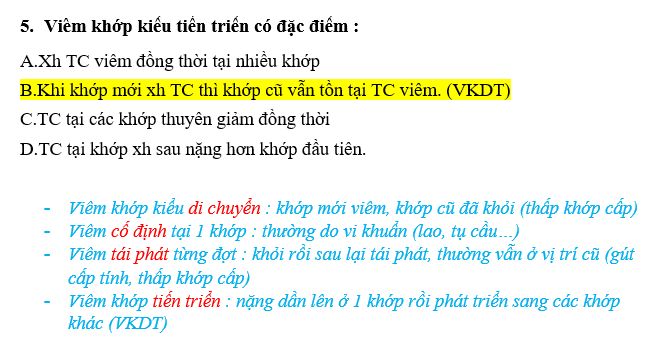 5. Viêm khớp kiểu tiến triển có đặc điểm :
A.Xh TC viêm đồng thời tại nhiều khớp
B.Khi khớp mới xh TC thì khớp cũ vẫn tồn tại TC viêm. (VKDT)
C.TC tại các khớp thuyên giảm đồng thời
D.TC tại khớp xh sau nặng hơn khớp đầu tiên.
- Viêm khớp kiểu di chuyển : khớp mới viêm, khớp cũ đã khỏi (thấp khớp cấp)
- Viêm cố định tại 1 khớp : thường do vi khuẩn (lao, tụ cầu...)
- Viêm tái phát từng đợt : khỏi rồi sau lại tái phát, thường vẫn ở vị trí cũ (gút
cấp tính, thấp khớp cấp)
- Viêm khớp tiến triển : nặng dần lên ở 1 khớp rồi phát triển sang các khớp
khác (VKDT)